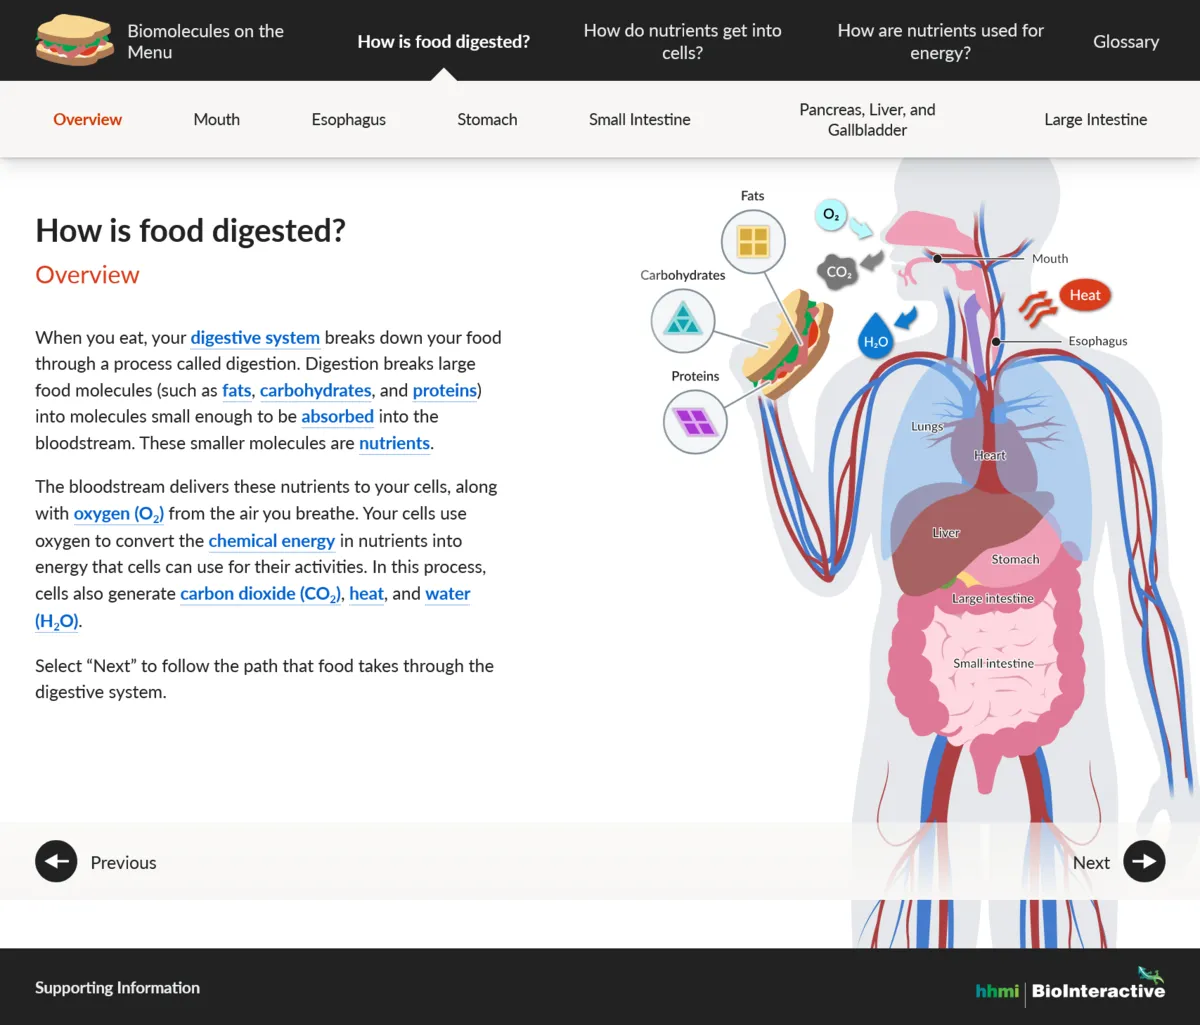 Biomolecules on the
Menu
How is food digested?
How do nutrients get into
cells?
How are nutrients used for
energy?
Glossary
Overview
Mouth
Esophagus
Stomach
Small Intestine
Pancreas, Liver, and
Gallbladder
Large Intestine
How is food digested?
Overview
When you eat, your digestive system breaks down your food
through a process called digestion. Digestion breaks large
food molecules (such as fats, carbohydrates, and proteins)
into molecules small enough to be absorbed into the
bloodstream. These smaller molecules are nutrients.
The bloodstream delivers these nutrients to your cells, along
with oxygen (O₂) from the air you breathe. Your cells use
oxygen to convert the chemical energy in nutrients into
energy that cells can use for their activities. In this process,
cells also generate carbon dioxide (CO₂), heat, and water
(H₂O).
Select “Next” to follow the path that food takes through the
digestive system.
Fats
Carbohydrates
Proteins
O₂
CO₂
H₂O
Mouth
Heat
Esophagus
Lungs
Heart
Liver
Stomach
Large intestine
Small intestine
Previous
Next
Supporting Information
hhmi BioInteractive